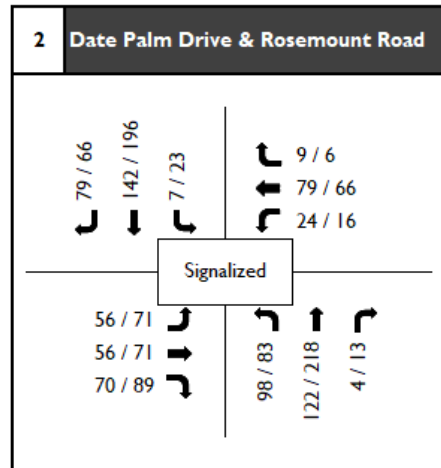 2 Date Palm Drive & Rosemount Road
79 / 66
142 / 196
7 / 23
9 / 6
79 / 66
24 / 16
Signalized
56 / 71
56 / 71
70 / 89
98 / 83
122 / 218
4 / 13